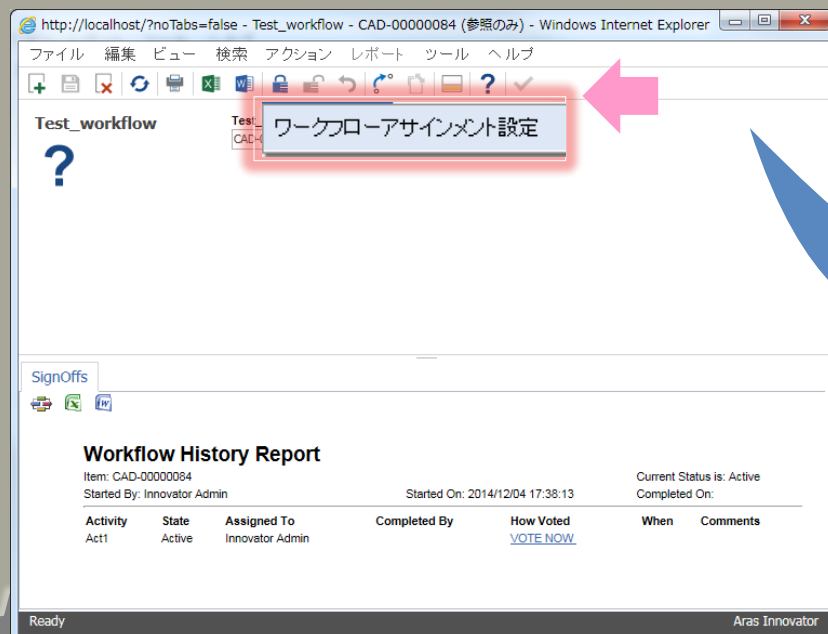 http://localhost/?noTabs=false - Test_workflow - CAD-00000084 (参照のみ) - Windows Internet Explorer
ファイル 編集 ビュー 検索 アクション レポート ツール ヘルプ
Test_workflow
Test_
CAD-
ワークフローアサインメント設定
SignOffs
Workflow History Report
Item: CAD-00000084
Current Status is: Active
Started By: Innovator Admin
Started On: 2014/12/04 17:38:13
Completed On:
Activity State Assigned To Completed By How Voted When Comments
Act1 Active Innovator Admin VOTE NOW
Ready
Aras Innovator